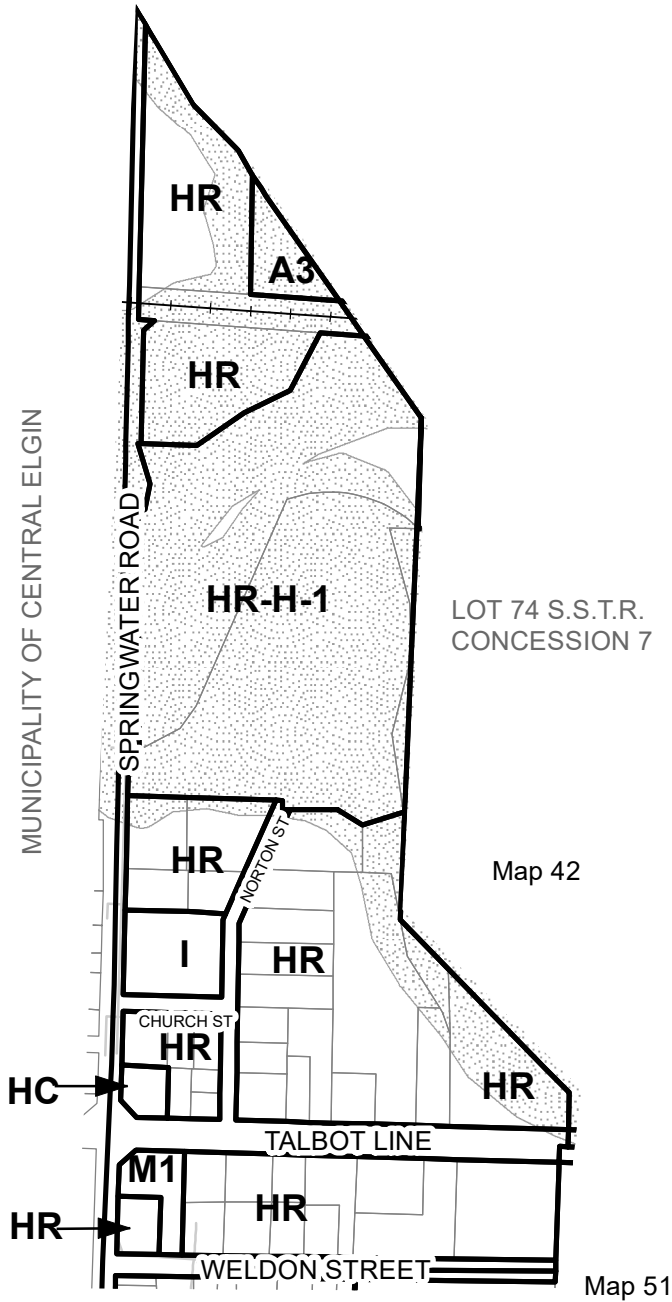 HR
A3
HR
MUNICIPALITY OF CENTRAL ELGIN
SPRINGWATER ROAD
HR-H-1
LOT 74 S.S.T.R.
CONCESSION 7
HR
NORTON ST
Map 42
I
HR
CHURCH ST
HR
HC
HR
TALBOT LINE
M1
HR
HR
WELDON STREET
Map 51